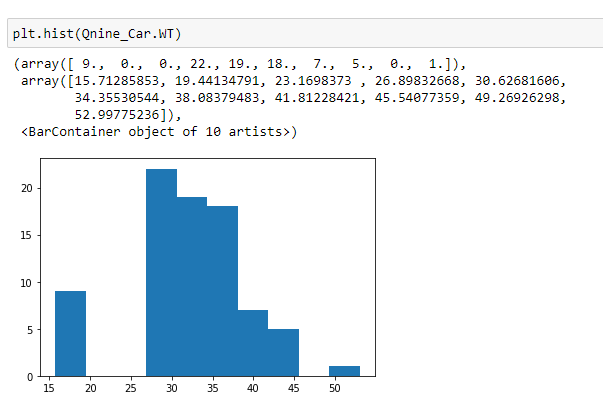 plt.hist(Qnine_Car.WT)
(array([ 9.,  0.,  0., 22., 19., 18.,  7.,  5.,  0.,  1.]),
 array([15.71285853, 19.44134791, 23.1698373 , 26.89832668, 30.62681606,
        34.35530544, 38.08379483, 41.81228421, 45.54077359, 49.26926298,
        52.99775236]),
 <BarContainer object of 10 artists>)
20
15
10
5
0
15 20 25 30 35 40 45 50